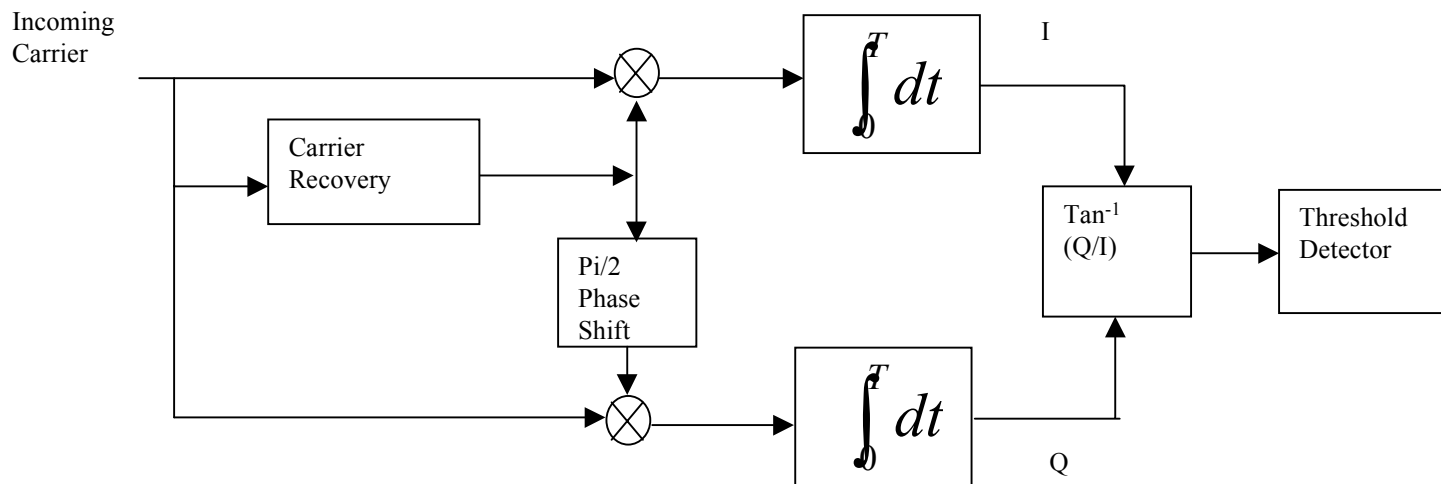 Incoming
Carrier
I
T
∫ dt
0
Carrier
Recovery
Tan⁻¹
(Q/I)
Threshold
Detector
Pi/2
Phase
Shift
T
∫ dt
0
Q